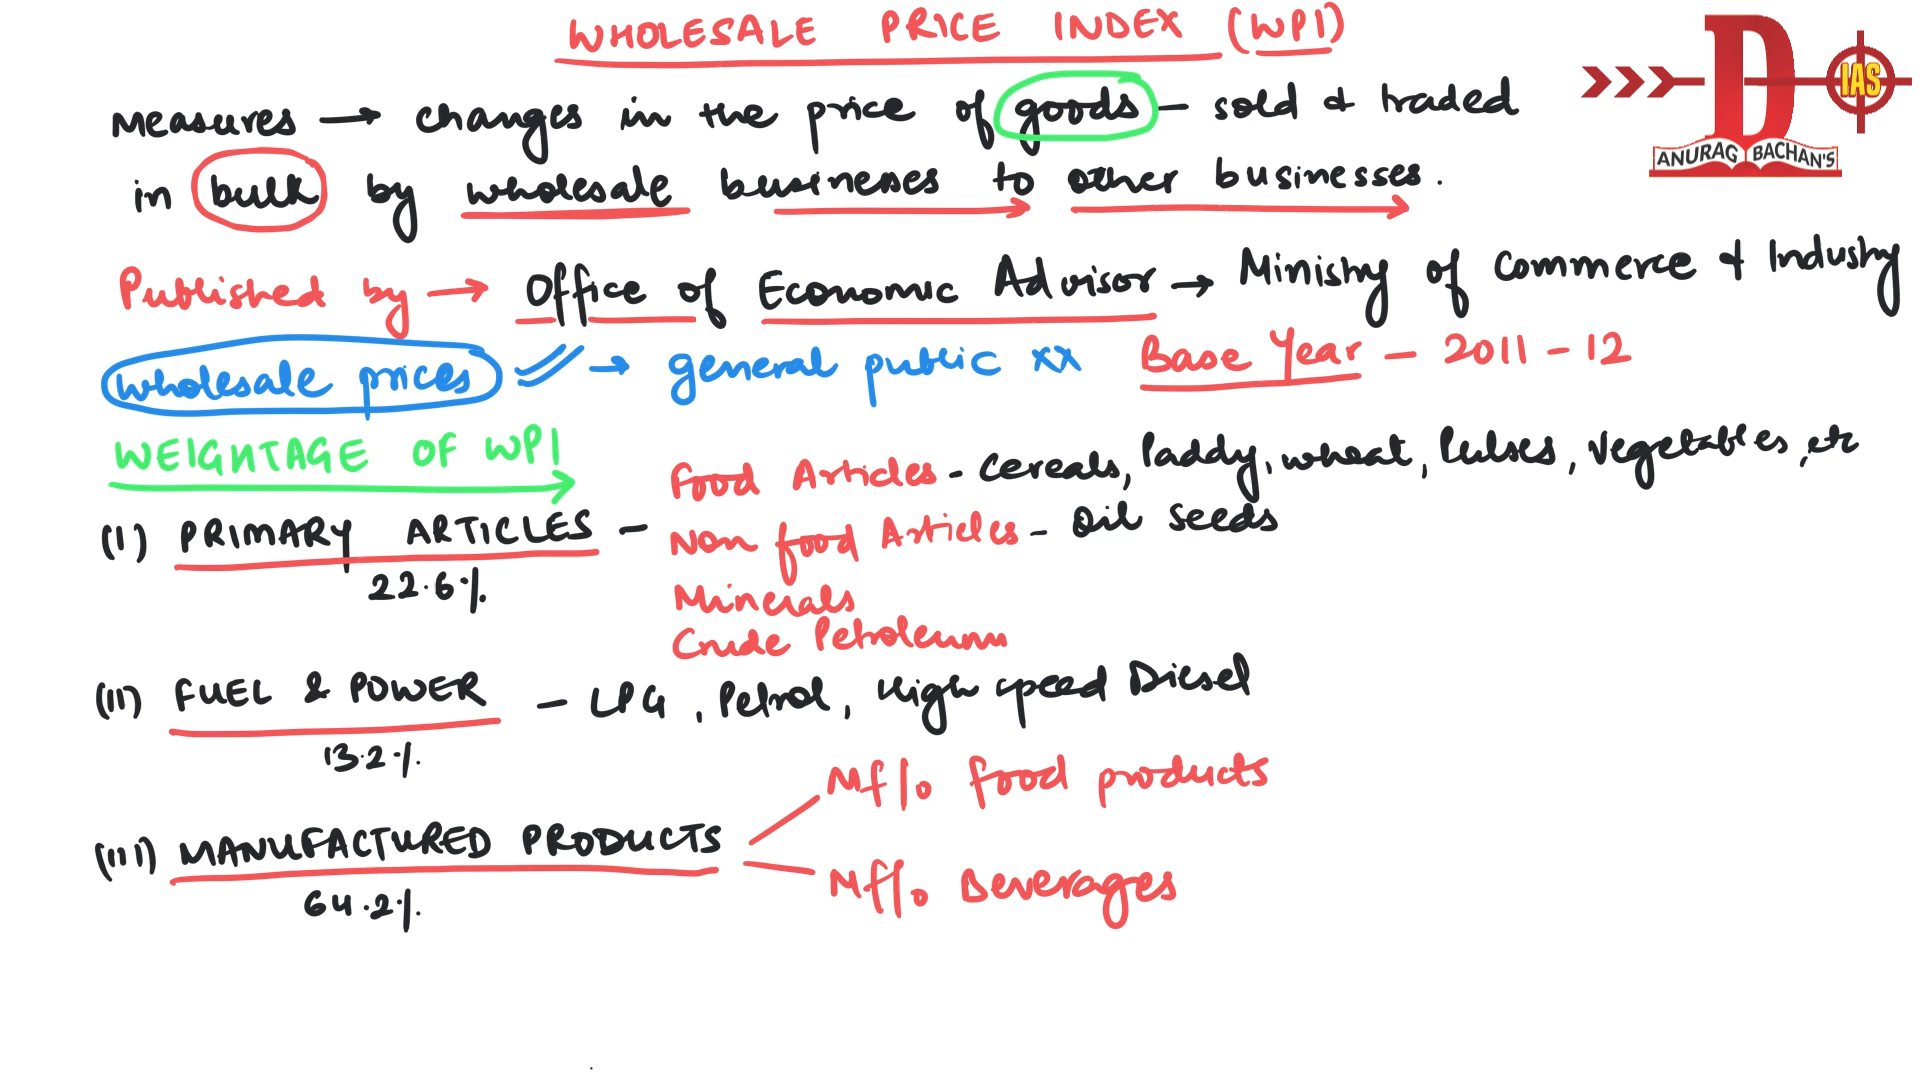 WHOLESALE PRICE INDEX (WPI)
D IAS
ANURAG BACHAN'S
Measures → changes in the price of goods – sold & traded
in bulk by wholesale businesses to other businesses.
Published by → Office of Economic Advisor → Ministry of Commerce & Industry
wholesale prices → general public xx Base Year – 2011-12
WEIGHTAGE OF WPI
Food Articles - Cereals, Paddy, wheat, Pulses, Vegetables, etc
(I) PRIMARY ARTICLES –
Non food Articles - Oil seeds
22.6%
Minerals
Crude Petroleum
(II) FUEL & POWER – LPG, Petrol, High speed Diesel
13.2%
Mf/o food products
(III) MANUFACTURED PRODUCTS
64.2%
Mf/o Beverages